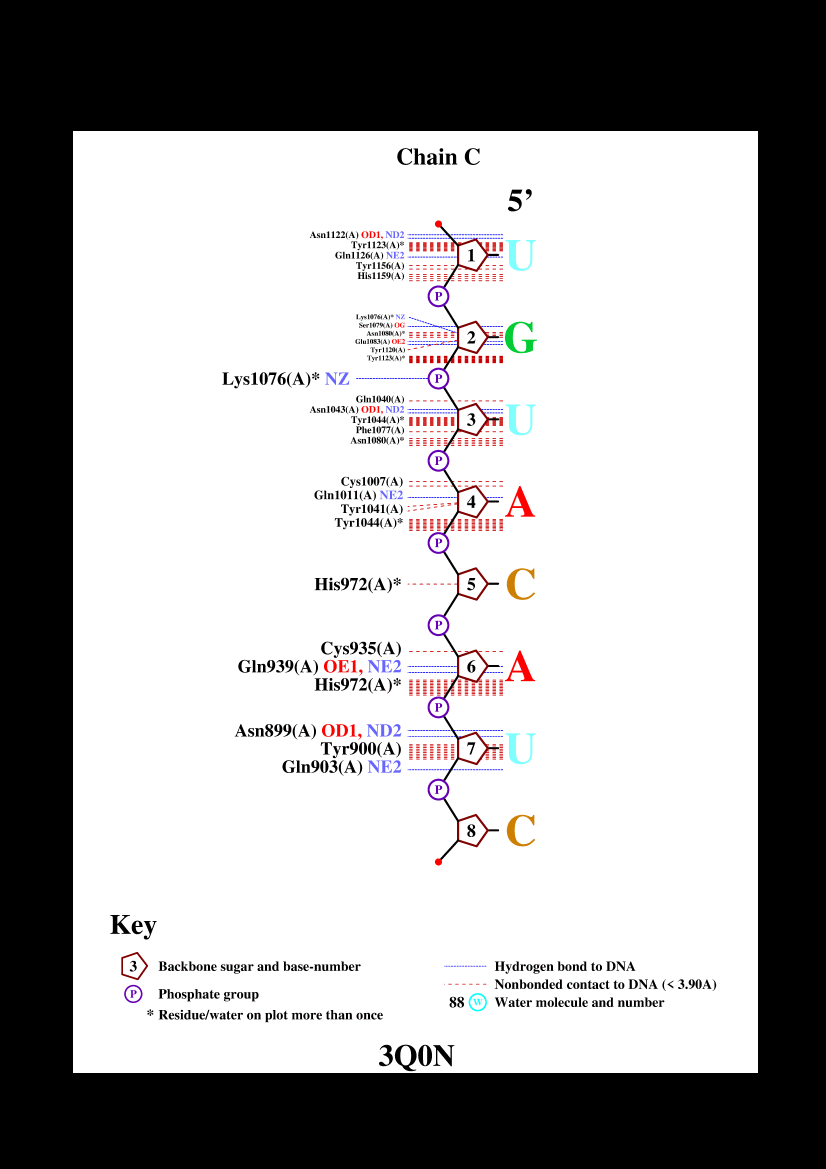 Chain C
5’
Asn1122(A) OD1, ND2
Tyr1123(A)*
Gln1126(A) NE2
Tyr1156(A)
His1159(A)
1 U
P
Lys1076(A)* NZ
Ser1079(A) OG
Asn1080(A)*
Glu1083(A) OE2
Tyr1120(A)
Tyr1123(A)*
2 G
Lys1076(A)* NZ P
Gln1040(A)
Asn1043(A) OD1, ND2
Tyr1044(A)*
Phe1077(A)
Asn1080(A)*
3 U
P
Cys1007(A)
Gln1011(A) NE2
Tyr1041(A)
Tyr1044(A)*
4 A
P
His972(A)* 5 C
P
Cys935(A)
Gln939(A) OE1, NE2
His972(A)*
6 A
P
Asn899(A) OD1, ND2
Tyr900(A)
Gln903(A) NE2
7 U
P
8 C
Key
3 Backbone sugar and base-number
P Phosphate group
* Residue/water on plot more than once
Hydrogen bond to DNA
Nonbonded contact to DNA (< 3.90A)
88 W Water molecule and number
3Q0N